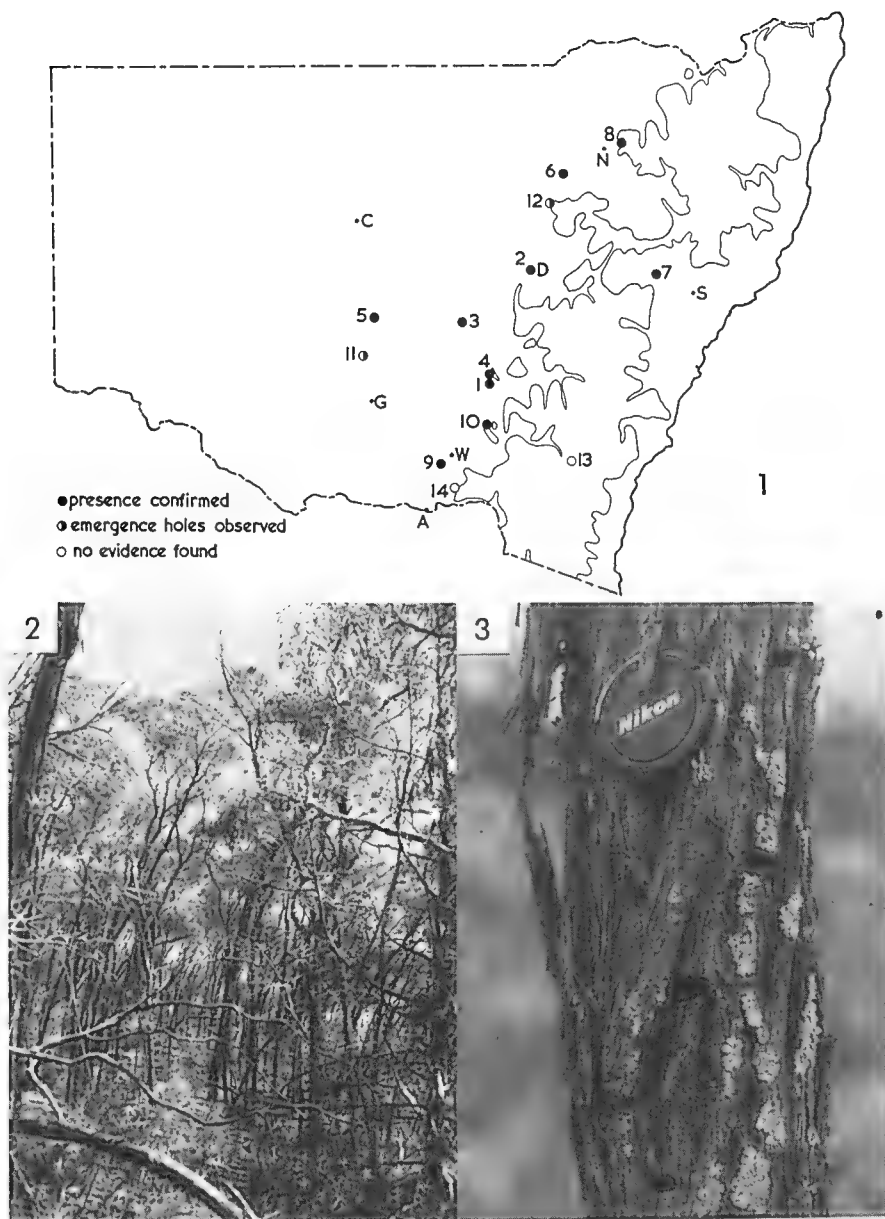 8
N
6
12
C
2 D
7
S
5
3
11
4
1
G
10
W
9
13
14
A
1
●presence confirmed
◑emergence holes observed
○ no evidence found
2
3
Nikon